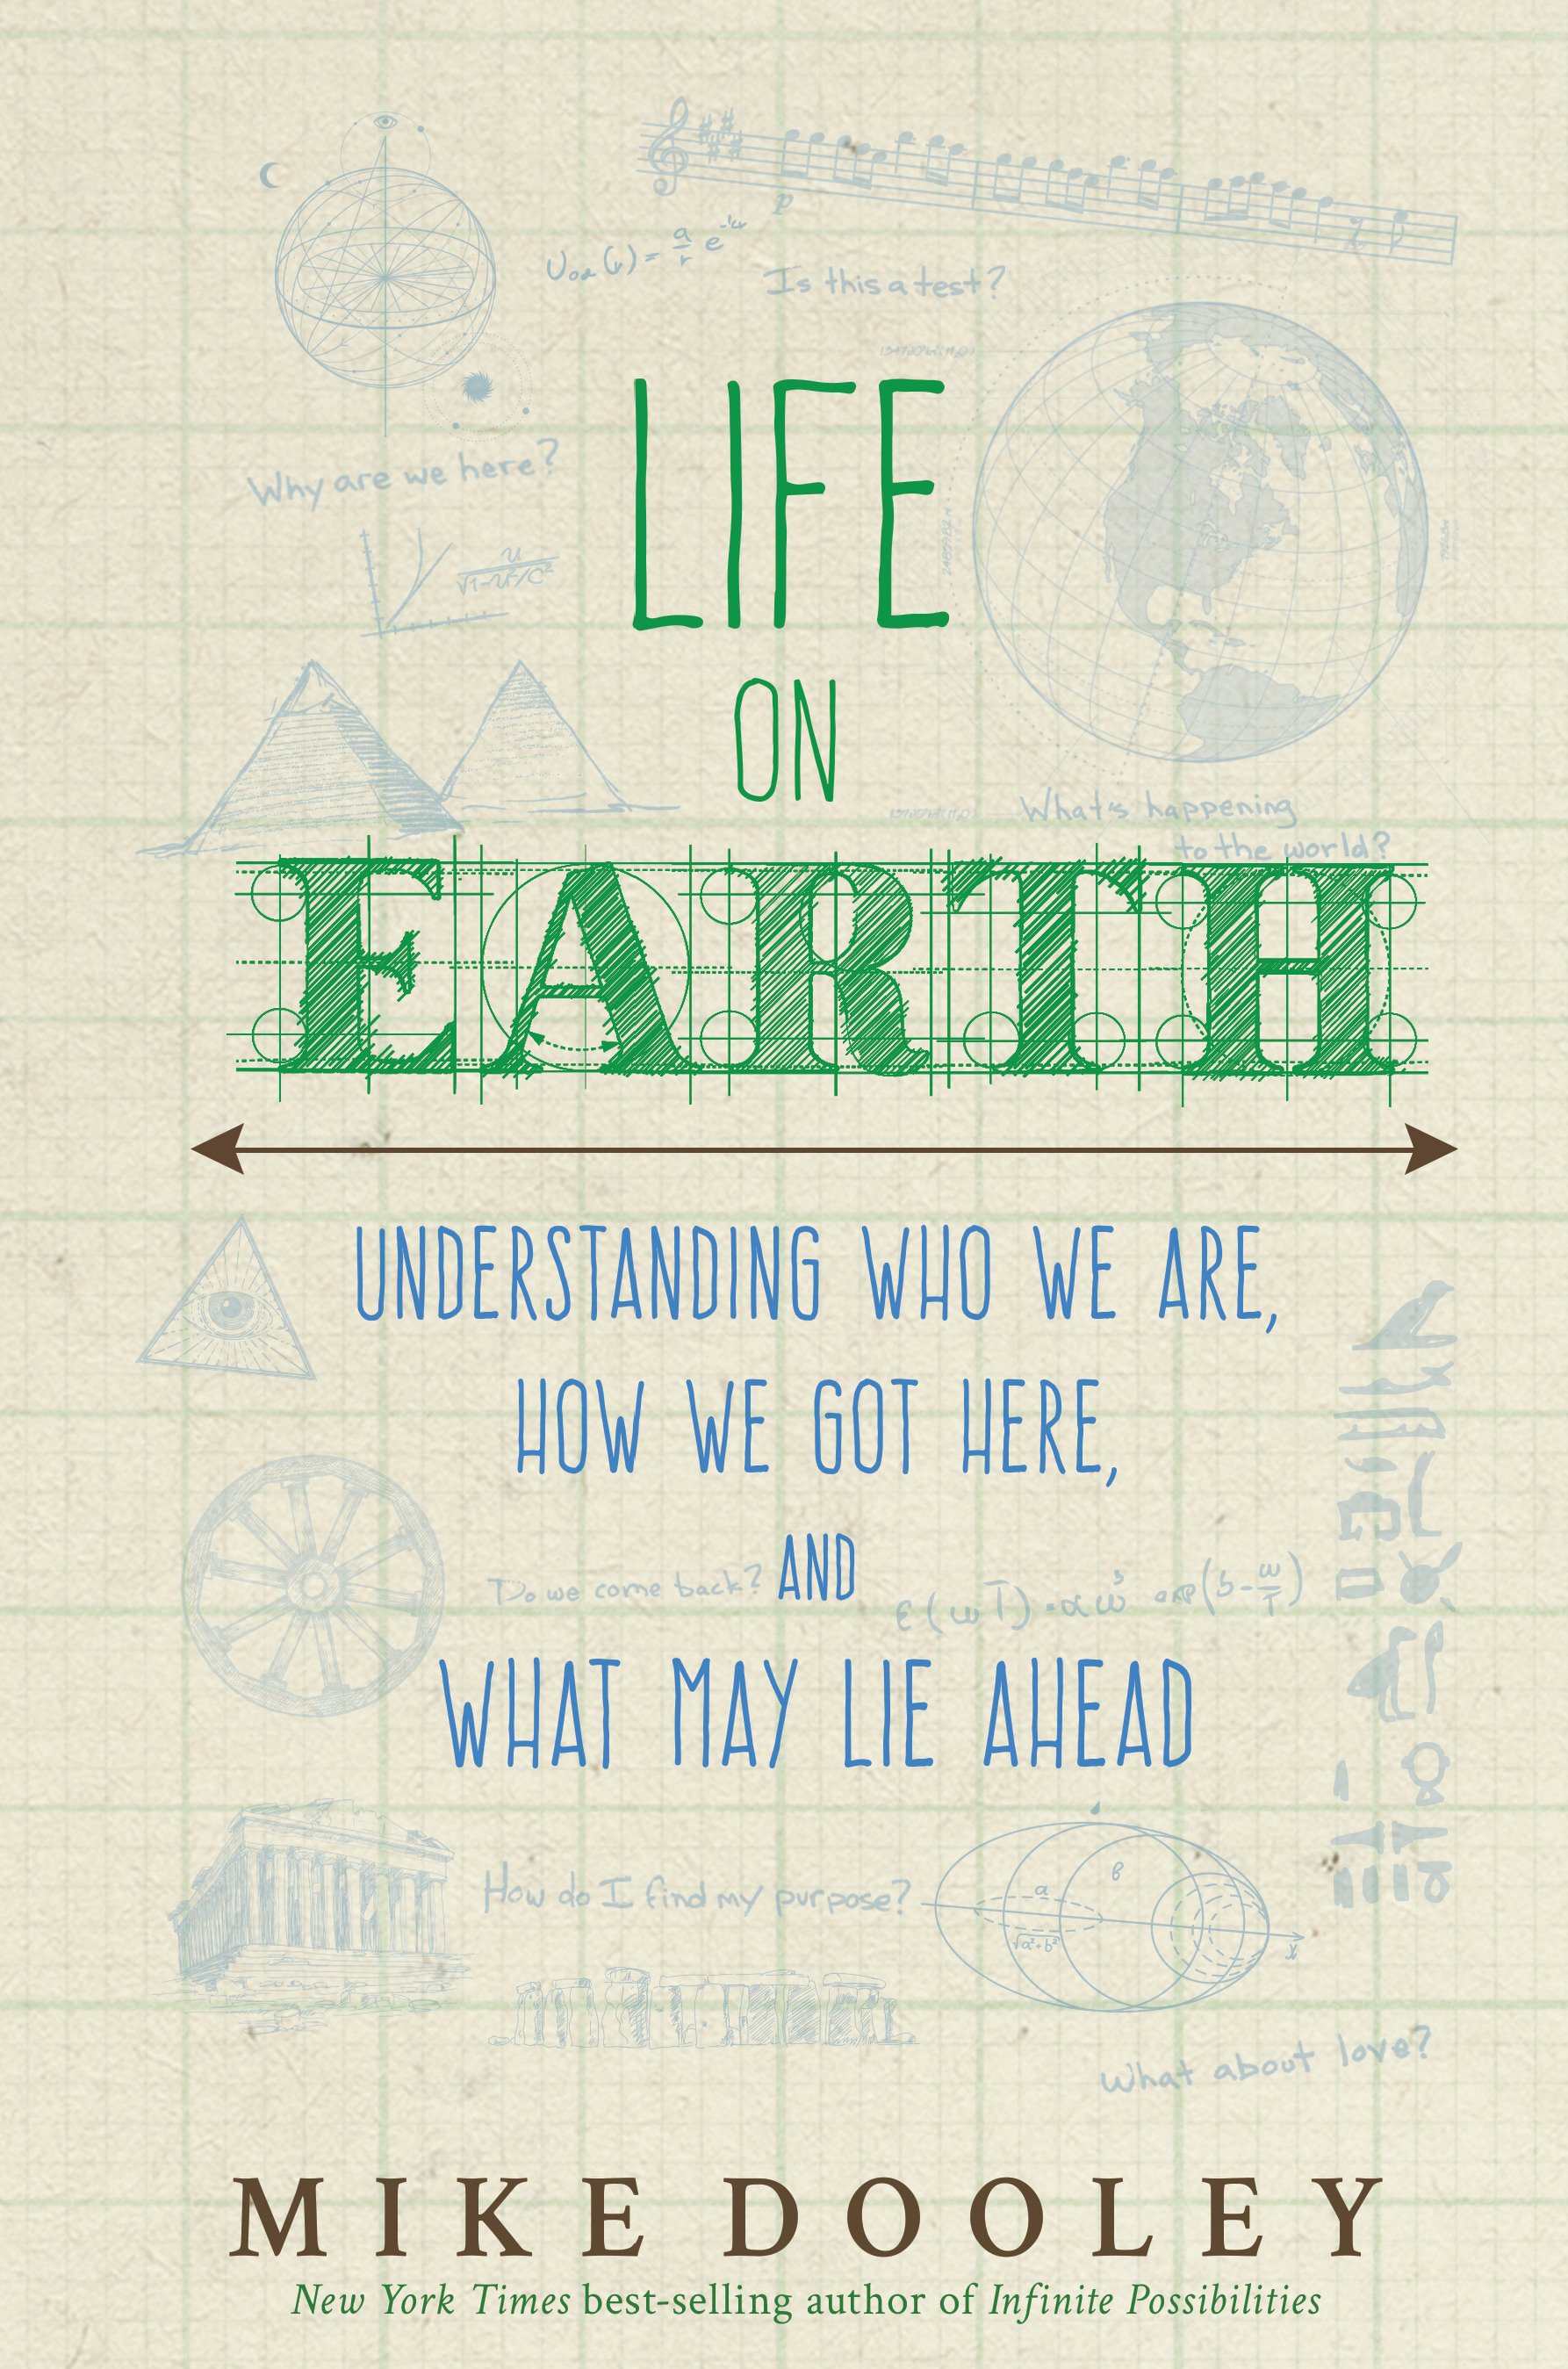 Is this a test?
Why are we here?
LIFE
ON
What's happening
to the world?
EARTH
UNDERSTANDING WHO WE ARE,
HOW WE GOT HERE,
Do we come back?
AND
WHAT MAY LIE AHEAD
How do I find my purpose?
a
b
√a²+b²
x
What about love?
MIKE DOOLEY
New York Times best-selling author of Infinite Possibilities